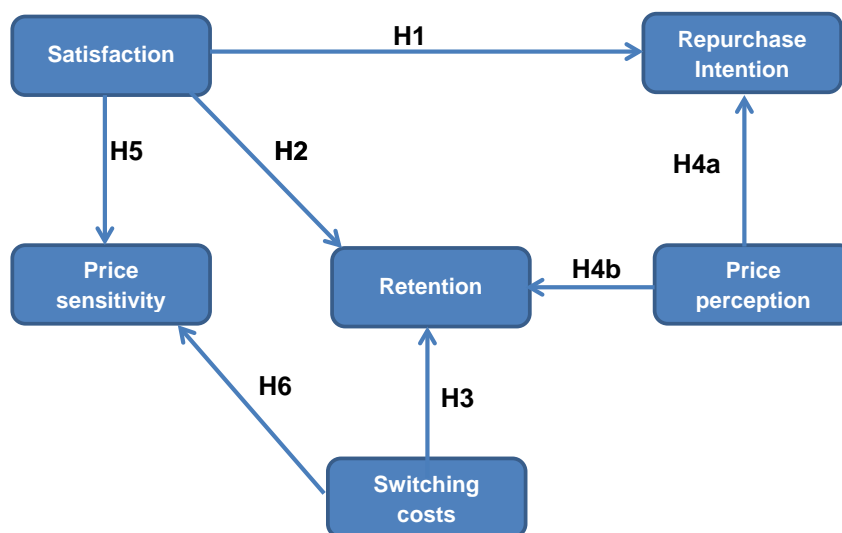 Satisfaction
H1
Repurchase
Intention
H5
H2
H4a
Price
sensitivity
Retention
H4b
Price
perception
H6
H3
Switching
costs